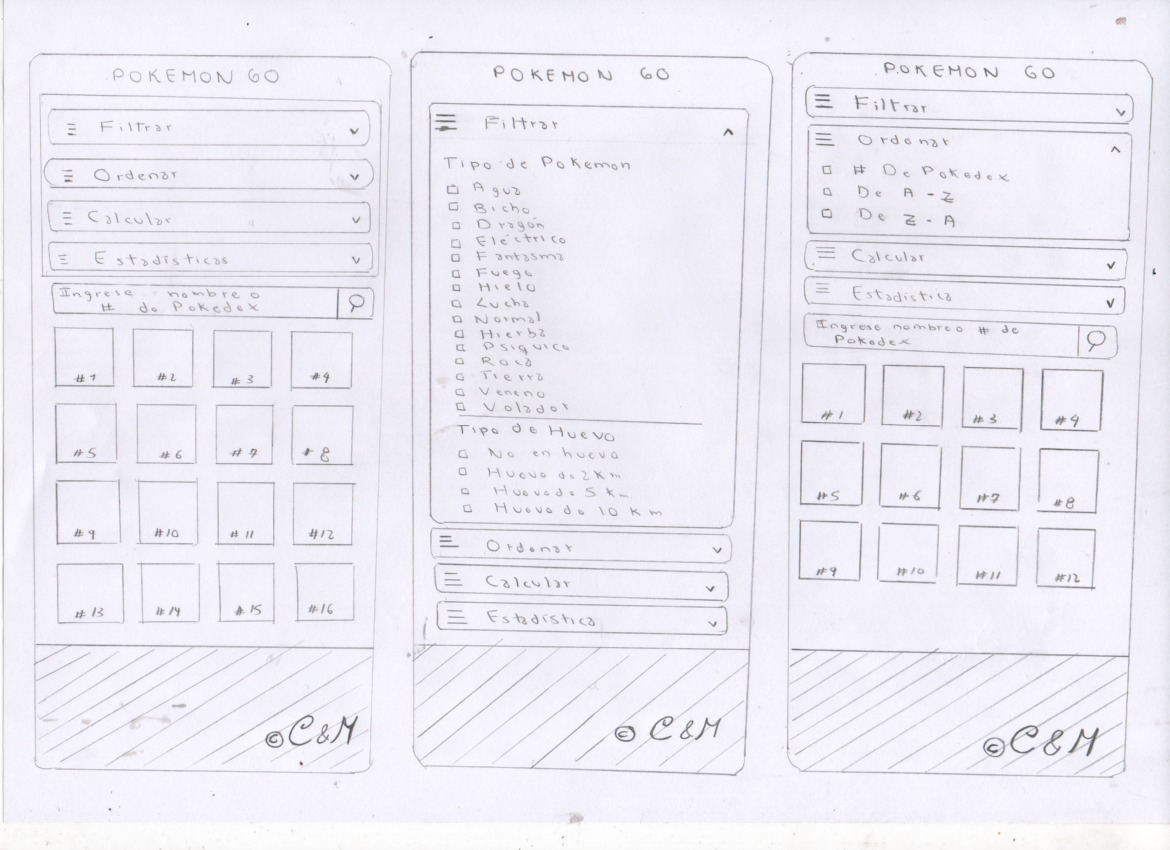 POKEMON GO
Filtrar
Ordenar
Calcular
Estadísticas
Ingrese nombre o
# de Pokedex
#1 #2 #3 #4
#5 #6 #7 #8
#9 #10 #11 #12
#13 #14 #15 #16
© C&M
POKEMON GO
Filtrar
Tipo de Pokemon
Agua
Bicho
Dragón
Eléctrico
Fantasma
Fuego
Hielo
Lucha
Normal
Hierba
Psiquico
Roca
Tierra
Veneno
Volador
Tipo de Huevo
No en huevo
Huevo de 2 Km
Huevo de 5 Km
Huevo de 10 Km
Ordenar
Calcular
Estadística
© C&M
POKEMON GO
Filtrar
Ordenar
# De Pokedex
De A - Z
De Z - A
Calcular
Estadística
Ingrese nombre o # de
Pokedex
#1 #2 #3 #4
#5 #6 #7 #8
#9 #10 #11 #12
© C&M